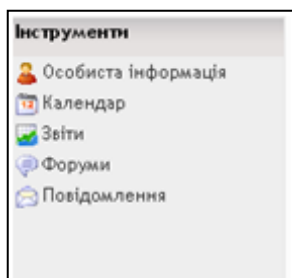 Інструменти
Особиста інформація
Календар
Звіти
Форуми
Повідомлення